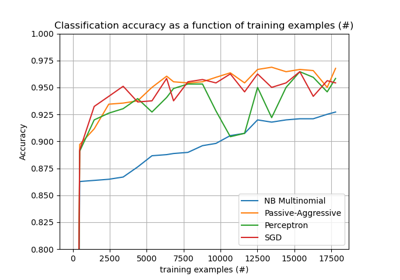 Classification accuracy as a function of training examples (#)
1.000
0.975
0.950
0.925
0.900
0.875
0.850
0.825
0.800
Accuracy
NB Multinomial
Passive-Aggressive
Perceptron
SGD
0 2500 5000 7500 10000 12500 15000 17500
training examples (#)